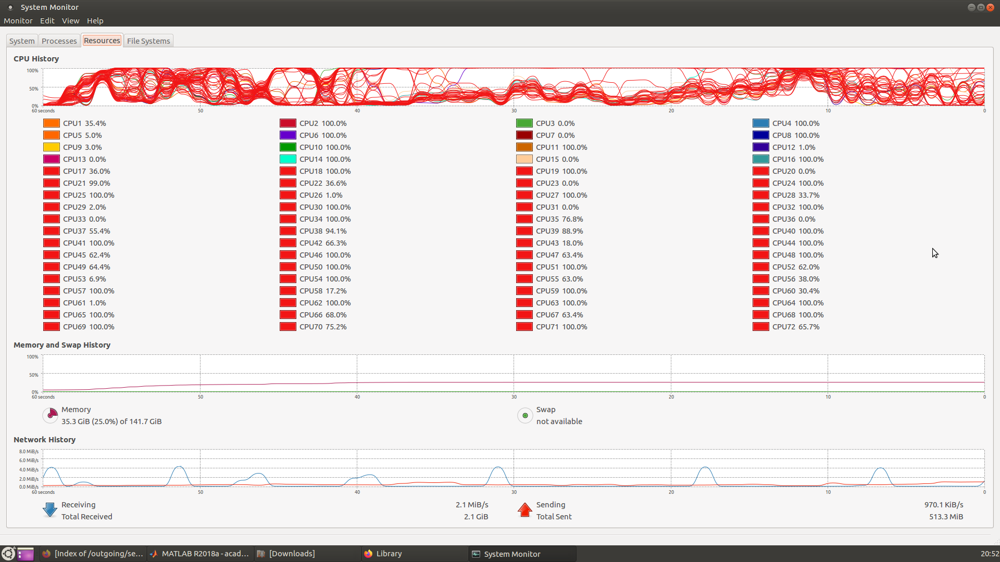 System Monitor
Monitor Edit View Help
System Processes Resources File Systems
CPU History
100%
50%
0%
60 seconds 50 40 30 20 10 0
CPU1 35.4% CPU2 100.0% CPU3 0.0% CPU4 100.0%
CPU5 5.0% CPU6 100.0% CPU7 0.0% CPU8 100.0%
CPU9 3.0% CPU10 100.0% CPU11 100.0% CPU12 1.0%
CPU13 0.0% CPU14 100.0% CPU15 0.0% CPU16 100.0%
CPU17 36.0% CPU18 100.0% CPU19 100.0% CPU20 0.0%
CPU21 99.0% CPU22 36.6% CPU23 0.0% CPU24 100.0%
CPU25 100.0% CPU26 1.0% CPU27 100.0% CPU28 33.7%
CPU29 2.0% CPU30 100.0% CPU31 0.0% CPU32 100.0%
CPU33 0.0% CPU34 100.0% CPU35 76.8% CPU36 0.0%
CPU37 55.4% CPU38 94.1% CPU39 88.9% CPU40 100.0%
CPU41 100.0% CPU42 66.3% CPU43 18.0% CPU44 100.0%
CPU45 62.4% CPU46 100.0% CPU47 63.4% CPU48 100.0%
CPU49 64.4% CPU50 100.0% CPU51 100.0% CPU52 62.0%
CPU53 6.9% CPU54 100.0% CPU55 63.0% CPU56 38.0%
CPU57 100.0% CPU58 17.2% CPU59 100.0% CPU60 30.4%
CPU61 1.0% CPU62 100.0% CPU63 100.0% CPU64 100.0%
CPU65 100.0% CPU66 68.0% CPU67 63.4% CPU68 100.0%
CPU69 100.0% CPU70 75.2% CPU71 100.0% CPU72 65.7%
Memory and Swap History
100%
50%
0%
60 seconds 50 40 30 20 10 0
Memory Swap
35.3 GiB (25.0%) of 141.7 GiB not available
Network History
8.0 MiB/s
6.0 MiB/s
4.0 MiB/s
2.0 MiB/s
0.0 MiB/s
60 seconds 50 40 30 20 10 0
Receiving 2.1 MiB/s Sending 970.1 KiB/s
Total Received 2.1 GiB Total Sent 513.3 MiB
[Index of /outgoing/se... MATLAB R2018a - acad... [Downloads] Library System Monitor 20:52